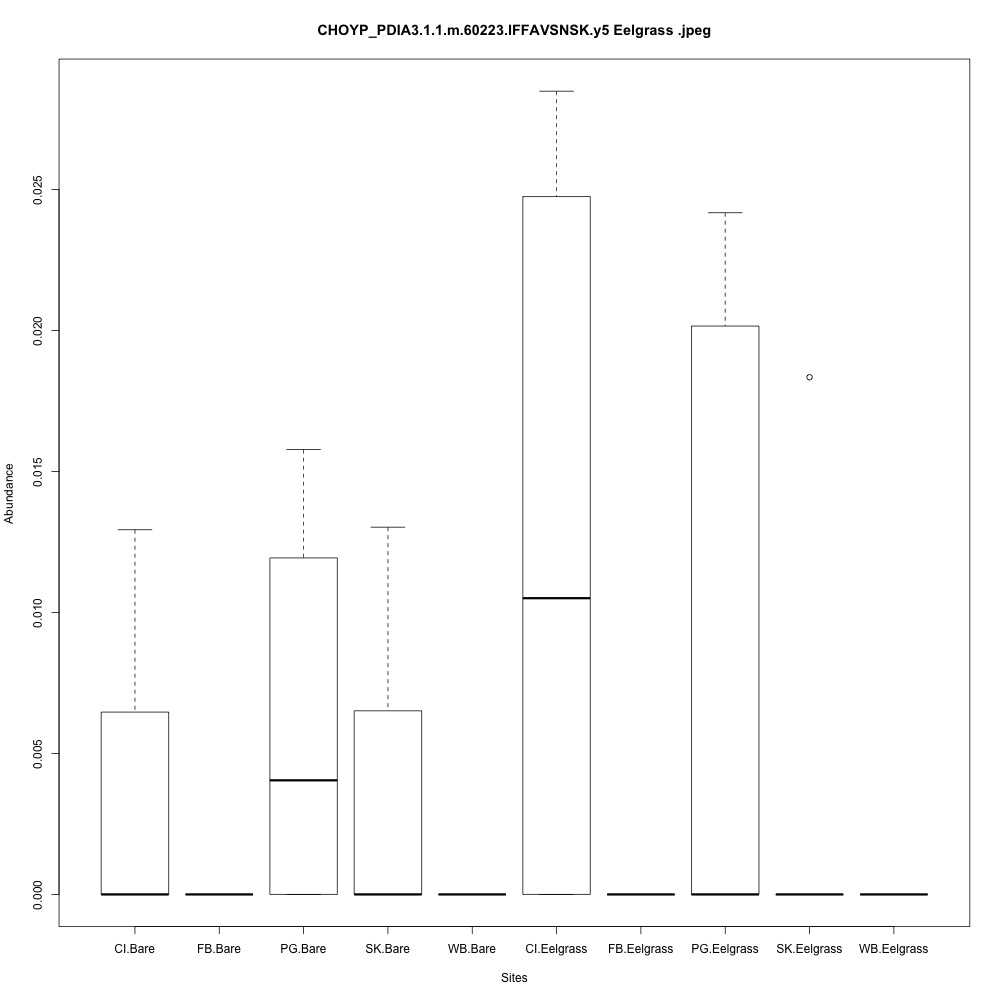 CHOYP_PDIA3.1.1.m.60223.IFFAVSNSK.y5 Eelgrass .jpeg
Abundance
0.025
0.020
0.015
0.010
0.005
0.000
CI.Bare FB.Bare PG.Bare SK.Bare WB.Bare CI.Eelgrass FB.Eelgrass PG.Eelgrass SK.Eelgrass WB.Eelgrass
Sites